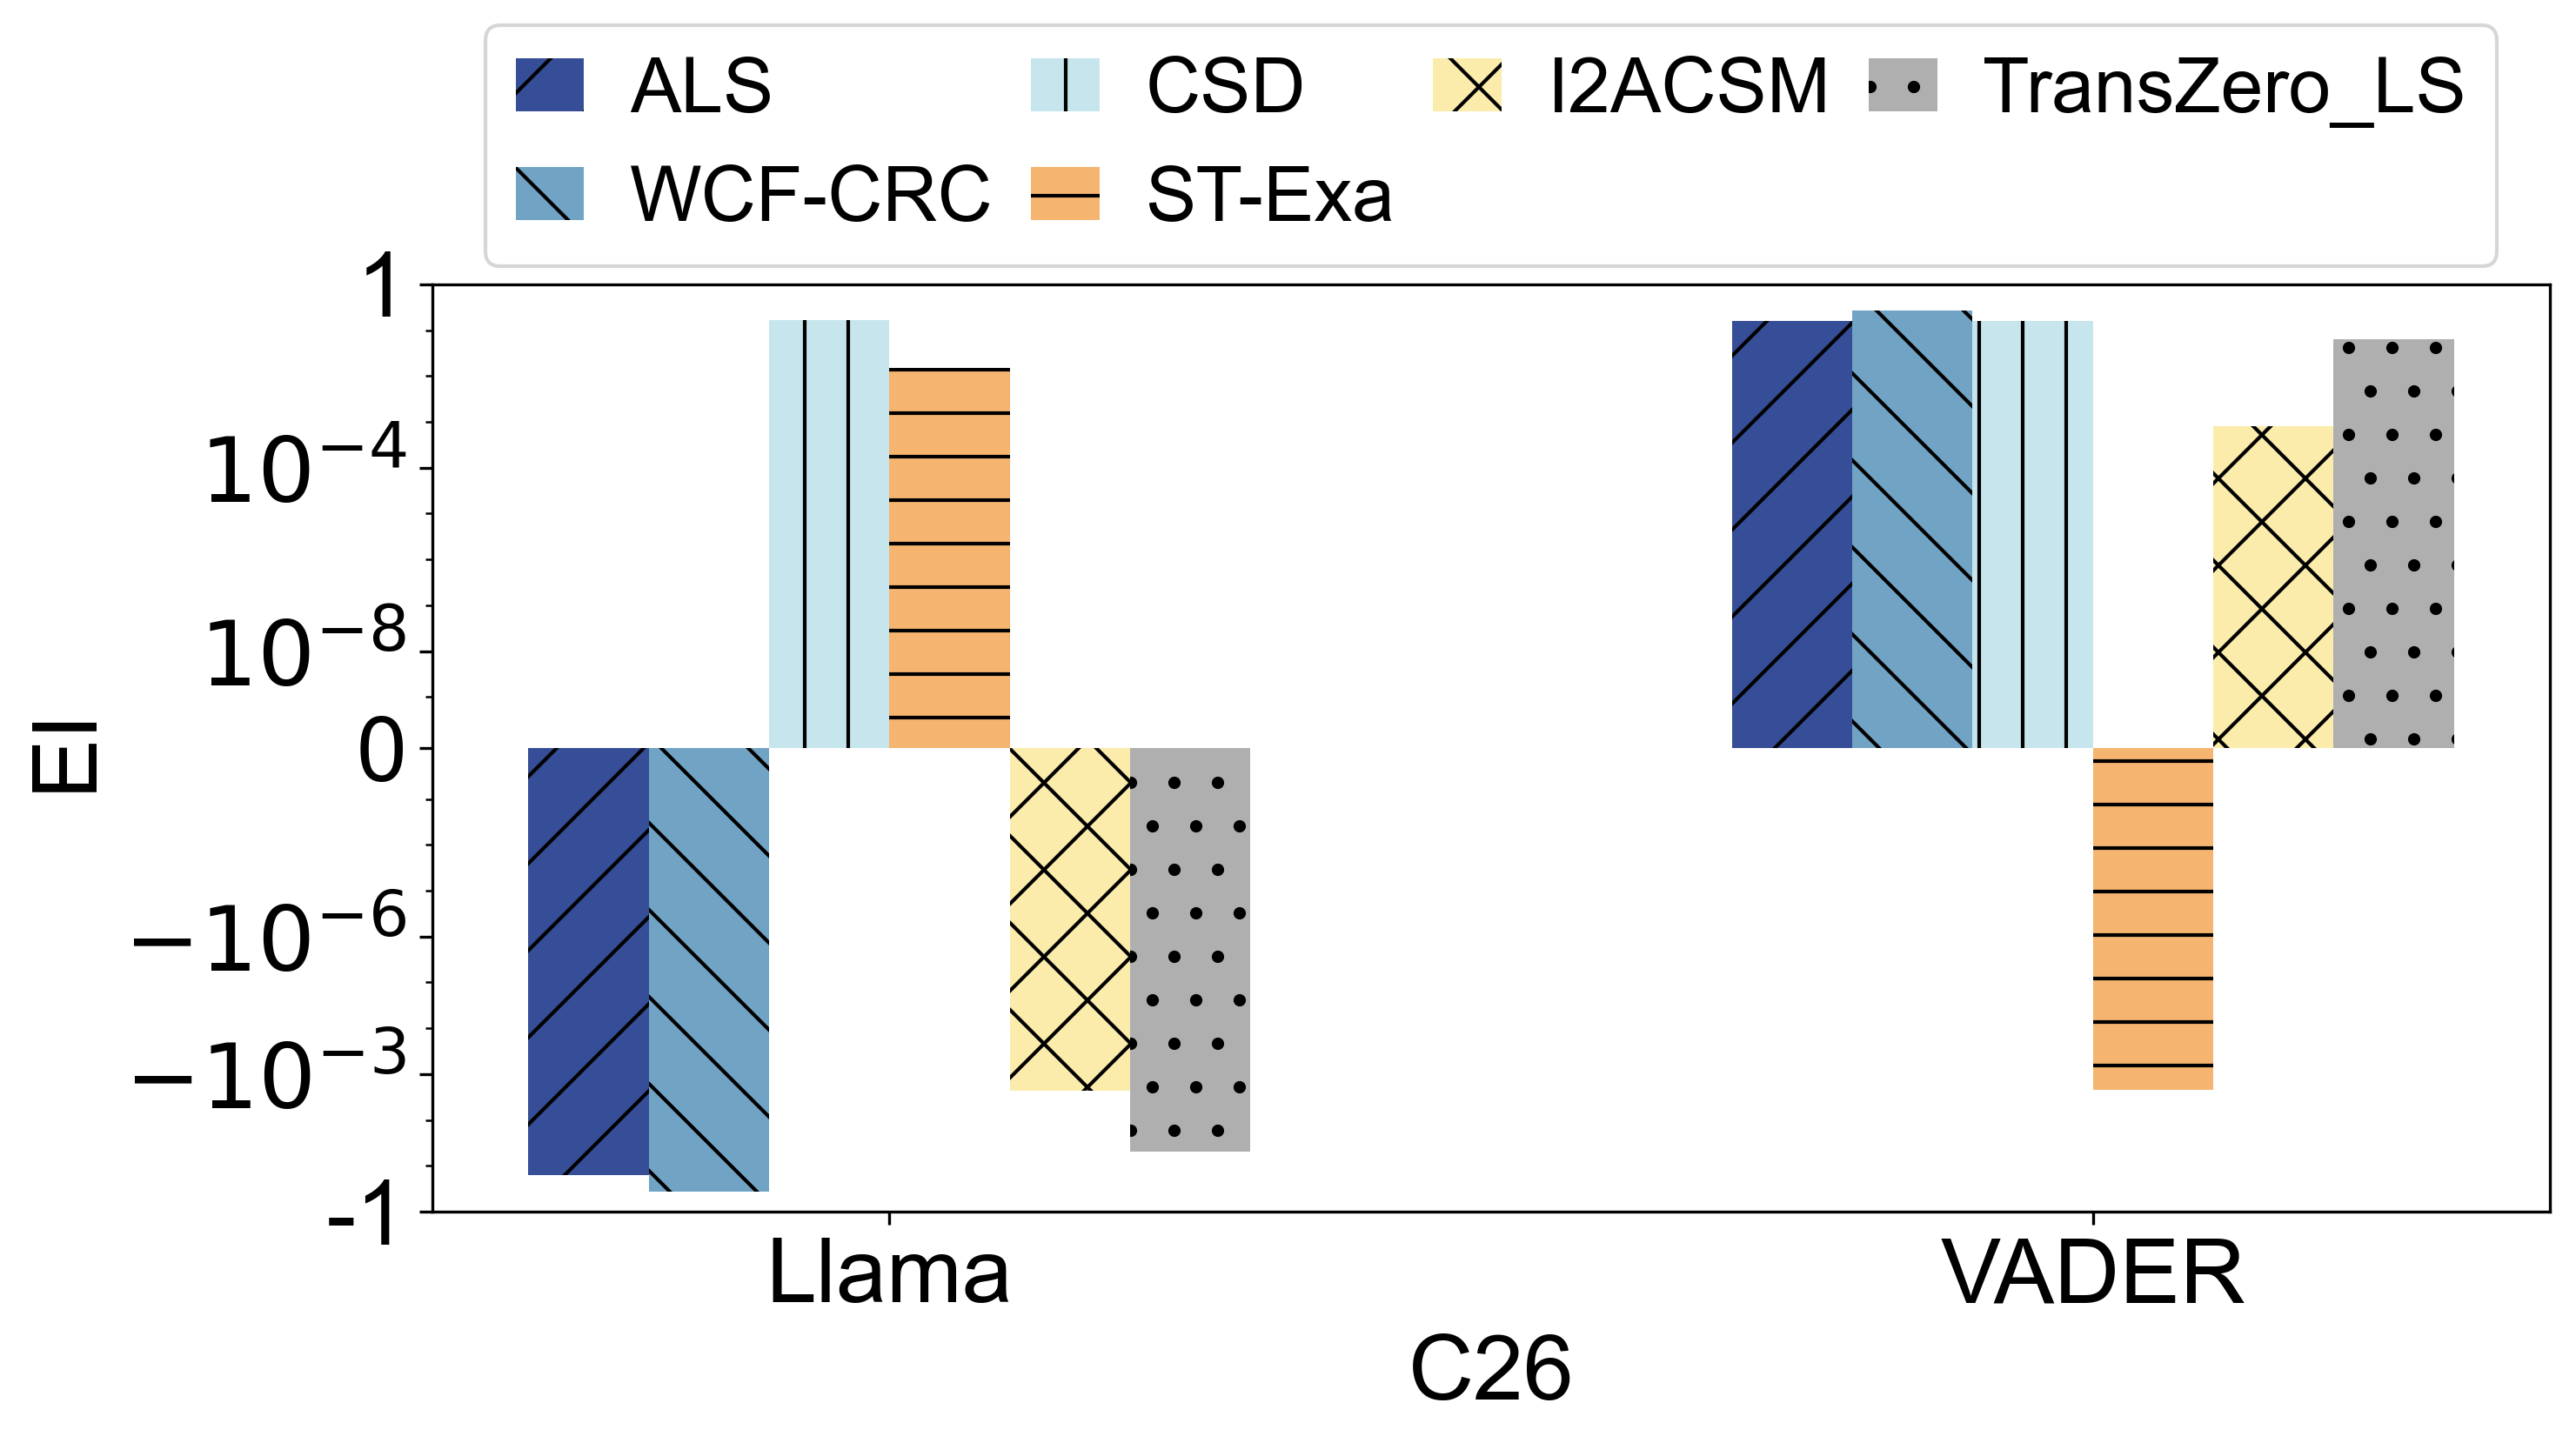 ALS CSD I2ACSM TransZero_LS
WCF-CRC ST-Exa
1
10⁻⁴
10⁻⁸
0
−10⁻⁶
−10⁻³
-1
EI
Llama VADER
C26